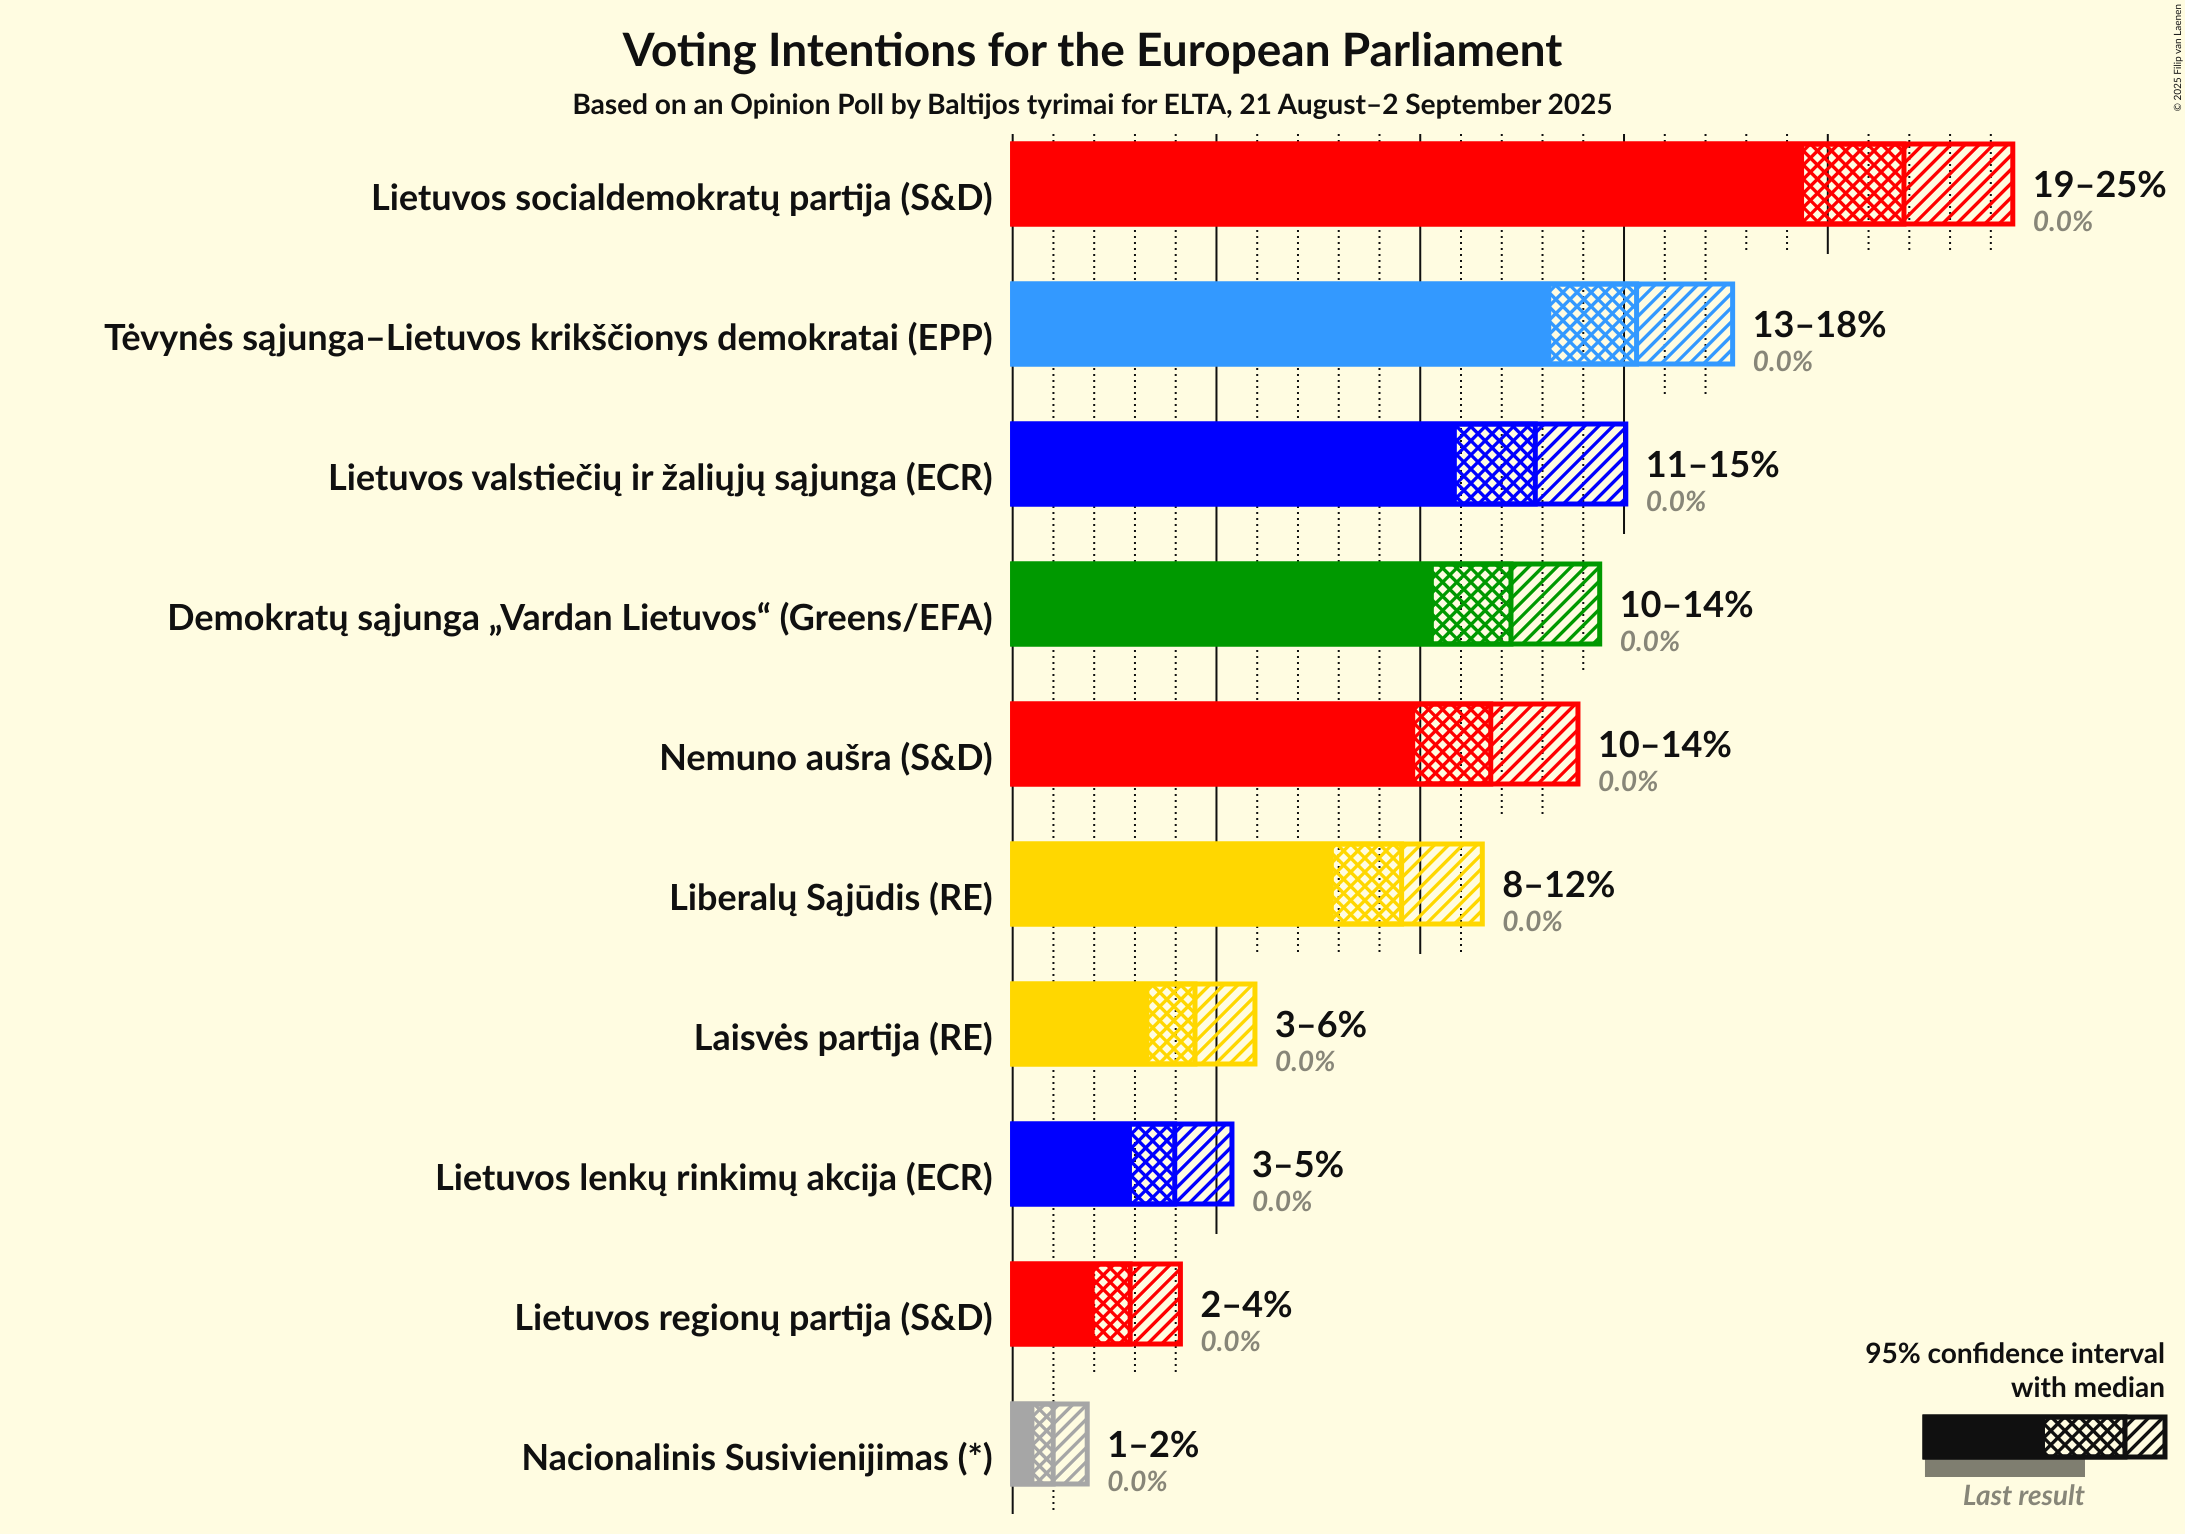 Voting Intentions for the European Parliament
Based on an Opinion Poll by Baltijos tyrimai for ELTA, 21 August–2 September 2025
© 2025 Filip van Laenen
Lietuvos socialdemokratų partija (S&D)
19–25%
0.0%
Tėvynės sąjunga–Lietuvos krikščionys demokratai (EPP)
13–18%
0.0%
Lietuvos valstiečių ir žaliųjų sąjunga (ECR)
11–15%
0.0%
Demokratų sąjunga „Vardan Lietuvos“ (Greens/EFA)
10–14%
0.0%
Nemuno aušra (S&D)
10–14%
0.0%
Liberalų Sąjūdis (RE)
8–12%
0.0%
Laisvės partija (RE)
3–6%
0.0%
Lietuvos lenkų rinkimų akcija (ECR)
3–5%
0.0%
Lietuvos regionų partija (S&D)
2–4%
0.0%
Nacionalinis Susivienijimas (*)
1–2%
0.0%
95% confidence interval
with median
Last result